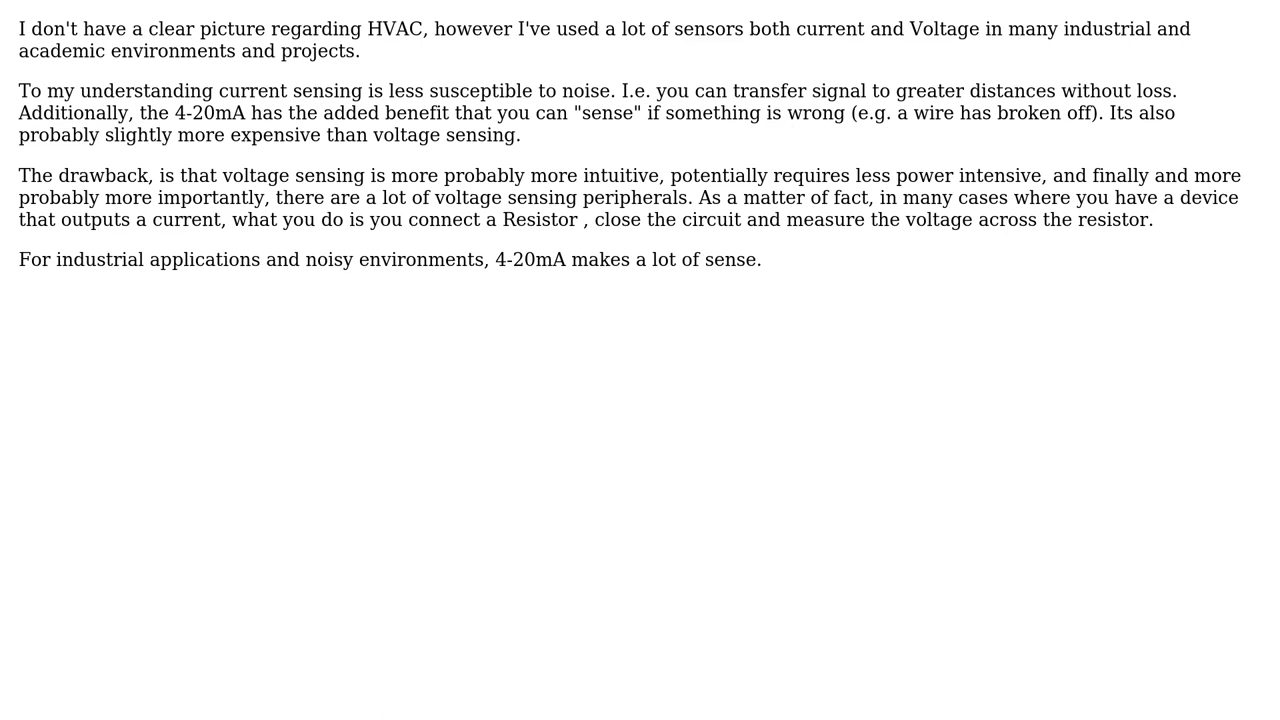 I don't have a clear picture regarding HVAC, however I've used a lot of sensors both current and Voltage in many industrial and
academic environments and projects.
To my understanding current sensing is less susceptible to noise. I.e. you can transfer signal to greater distances without loss.
Additionally, the 4-20mA has the added benefit that you can "sense" if something is wrong (e.g. a wire has broken off). Its also
probably slightly more expensive than voltage sensing.
The drawback, is that voltage sensing is more probably more intuitive, potentially requires less power intensive, and finally and more
probably more importantly, there are a lot of voltage sensing peripherals. As a matter of fact, in many cases where you have a device
that outputs a current, what you do is you connect a Resistor , close the circuit and measure the voltage across the resistor.
For industrial applications and noisy environments, 4-20mA makes a lot of sense.